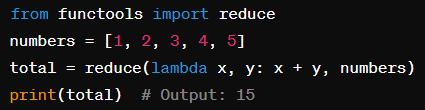 from functools import reduce
numbers = [1, 2, 3, 4, 5]
total = reduce(lambda x, y: x + y, numbers)
print(total)  # Output: 15